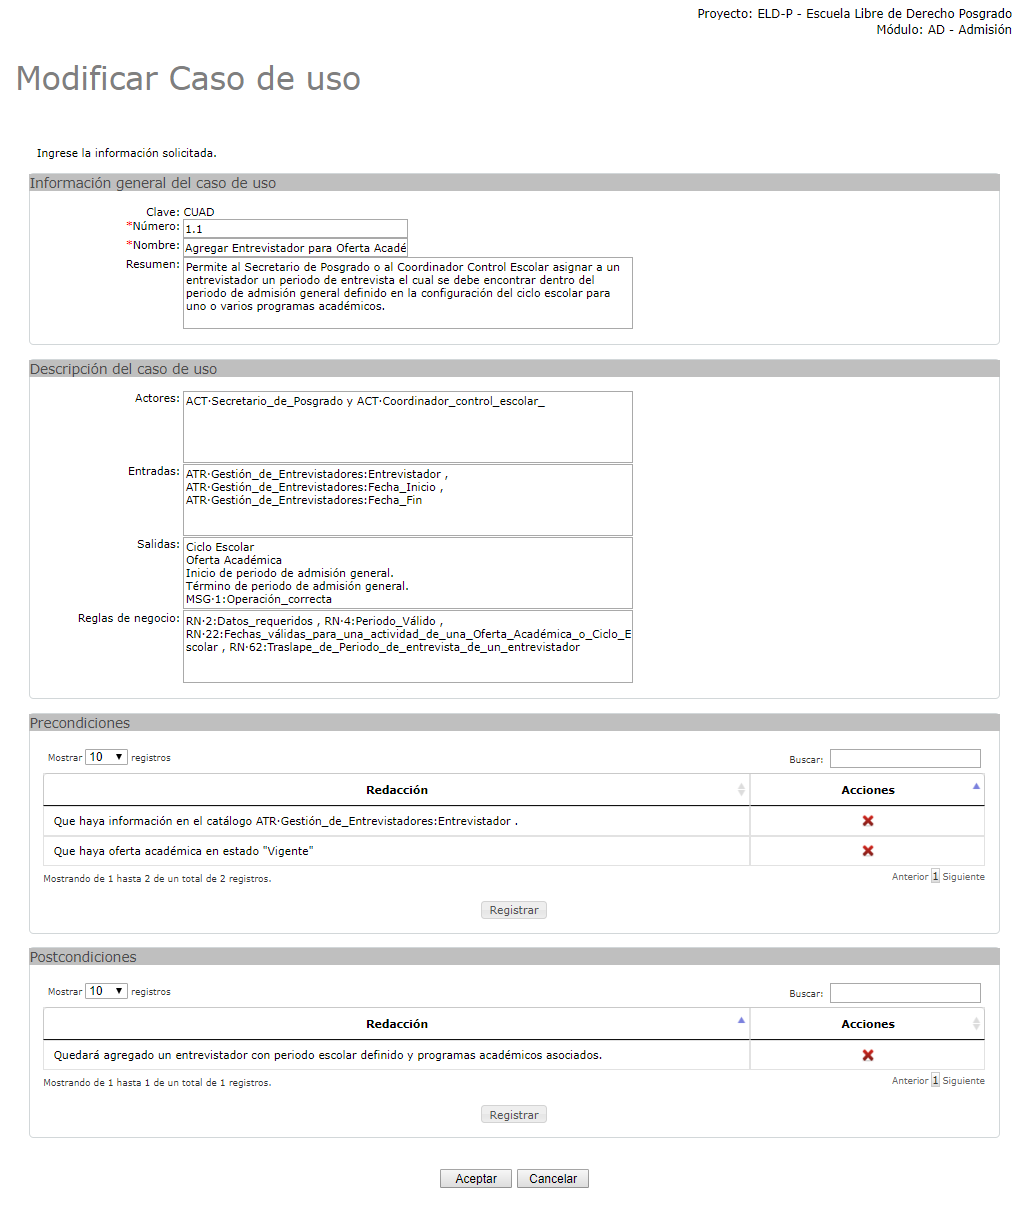 Proyecto: ELD-P - Escuela Libre de Derecho Posgrado
Módulo: AD - Admisión
Modificar Caso de uso
Ingrese la información solicitada.
Información general del caso de uso
Clave: CUAD
*Número: 1.1
*Nombre: Agregar Entrevistador para Oferta Acadé
Resumen: Permite al Secretario de Posgrado o al Coordinador Control Escolar asignar a un
entrevistador un periodo de entrevista el cual se debe encontrar dentro del
periodo de admisión general definido en la configuración del ciclo escolar para
uno o varios programas académicos.
Descripción del caso de uso
Actores: ACT·Secretario_de_Posgrado y ACT·Coordinador_control_escolar_
Entradas: ATR·Gestión_de_Entrevistadores:Entrevistador ,
ATR·Gestión_de_Entrevistadores:Fecha_Inicio ,
ATR·Gestión_de_Entrevistadores:Fecha_Fin
Salidas: Ciclo Escolar
Oferta Académica
Inicio de periodo de admisión general.
Término de periodo de admisión general.
MSG·1:Operación_correcta
Reglas de negocio: RN·2:Datos_requeridos , RN·4:Periodo_Válido ,
RN·22:Fechas_válidas_para_una_actividad_de_una_Oferta_Académica_o_Ciclo_E
scolar , RN·62:Traslape_de_Periodo_de_entrevista_de_un_entrevistador
Precondiciones
Mostrar 10 registros Buscar:
Redacción Acciones
Que haya información en el catálogo ATR·Gestión_de_Entrevistadores:Entrevistador .
Que haya oferta académica en estado "Vigente"
Mostrando de 1 hasta 2 de un total de 2 registros. Anterior 1 Siguiente
Registrar
Postcondiciones
Mostrar 10 registros Buscar:
Redacción Acciones
Quedará agregado un entrevistador con periodo escolar definido y programas académicos asociados.
Mostrando de 1 hasta 1 de un total de 1 registros. Anterior 1 Siguiente
Registrar
Aceptar Cancelar